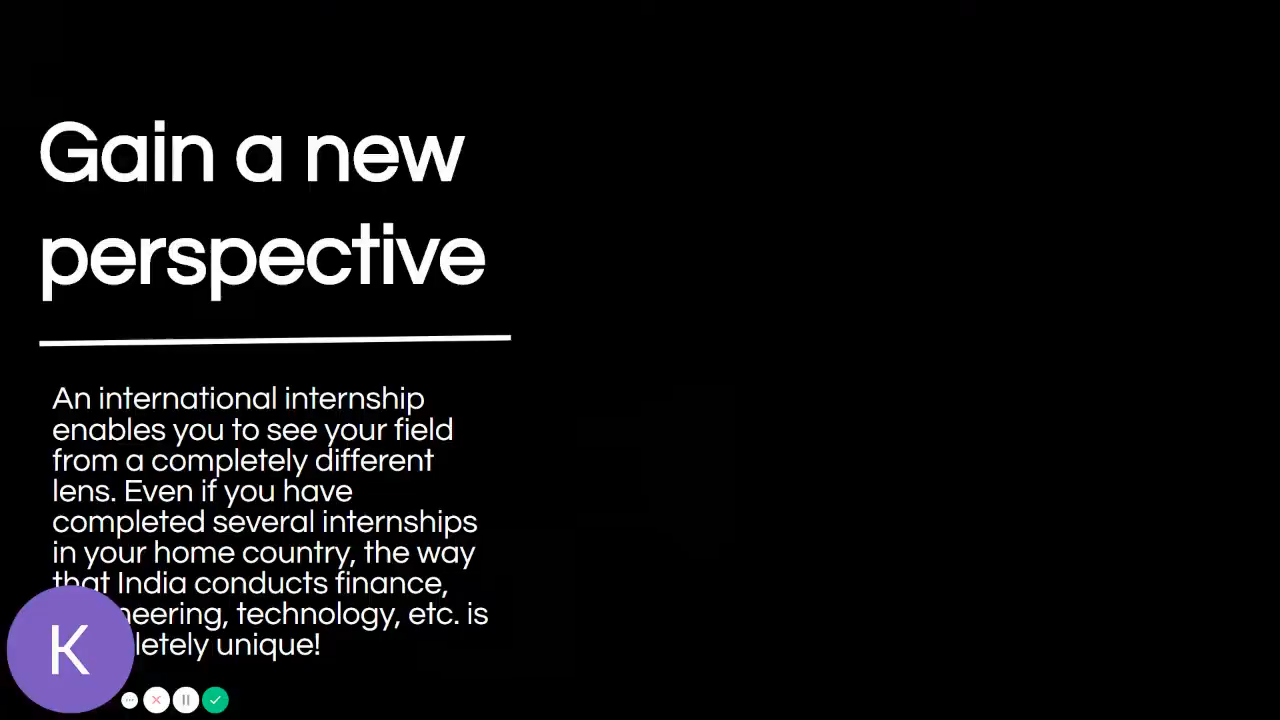 Gain a new
perspective
An international internship
enables you to see your field
from a completely different
lens. Even if you have
completed several internships
in your home country, the way
that India conducts finance,
technology, etc. is
unique!
K